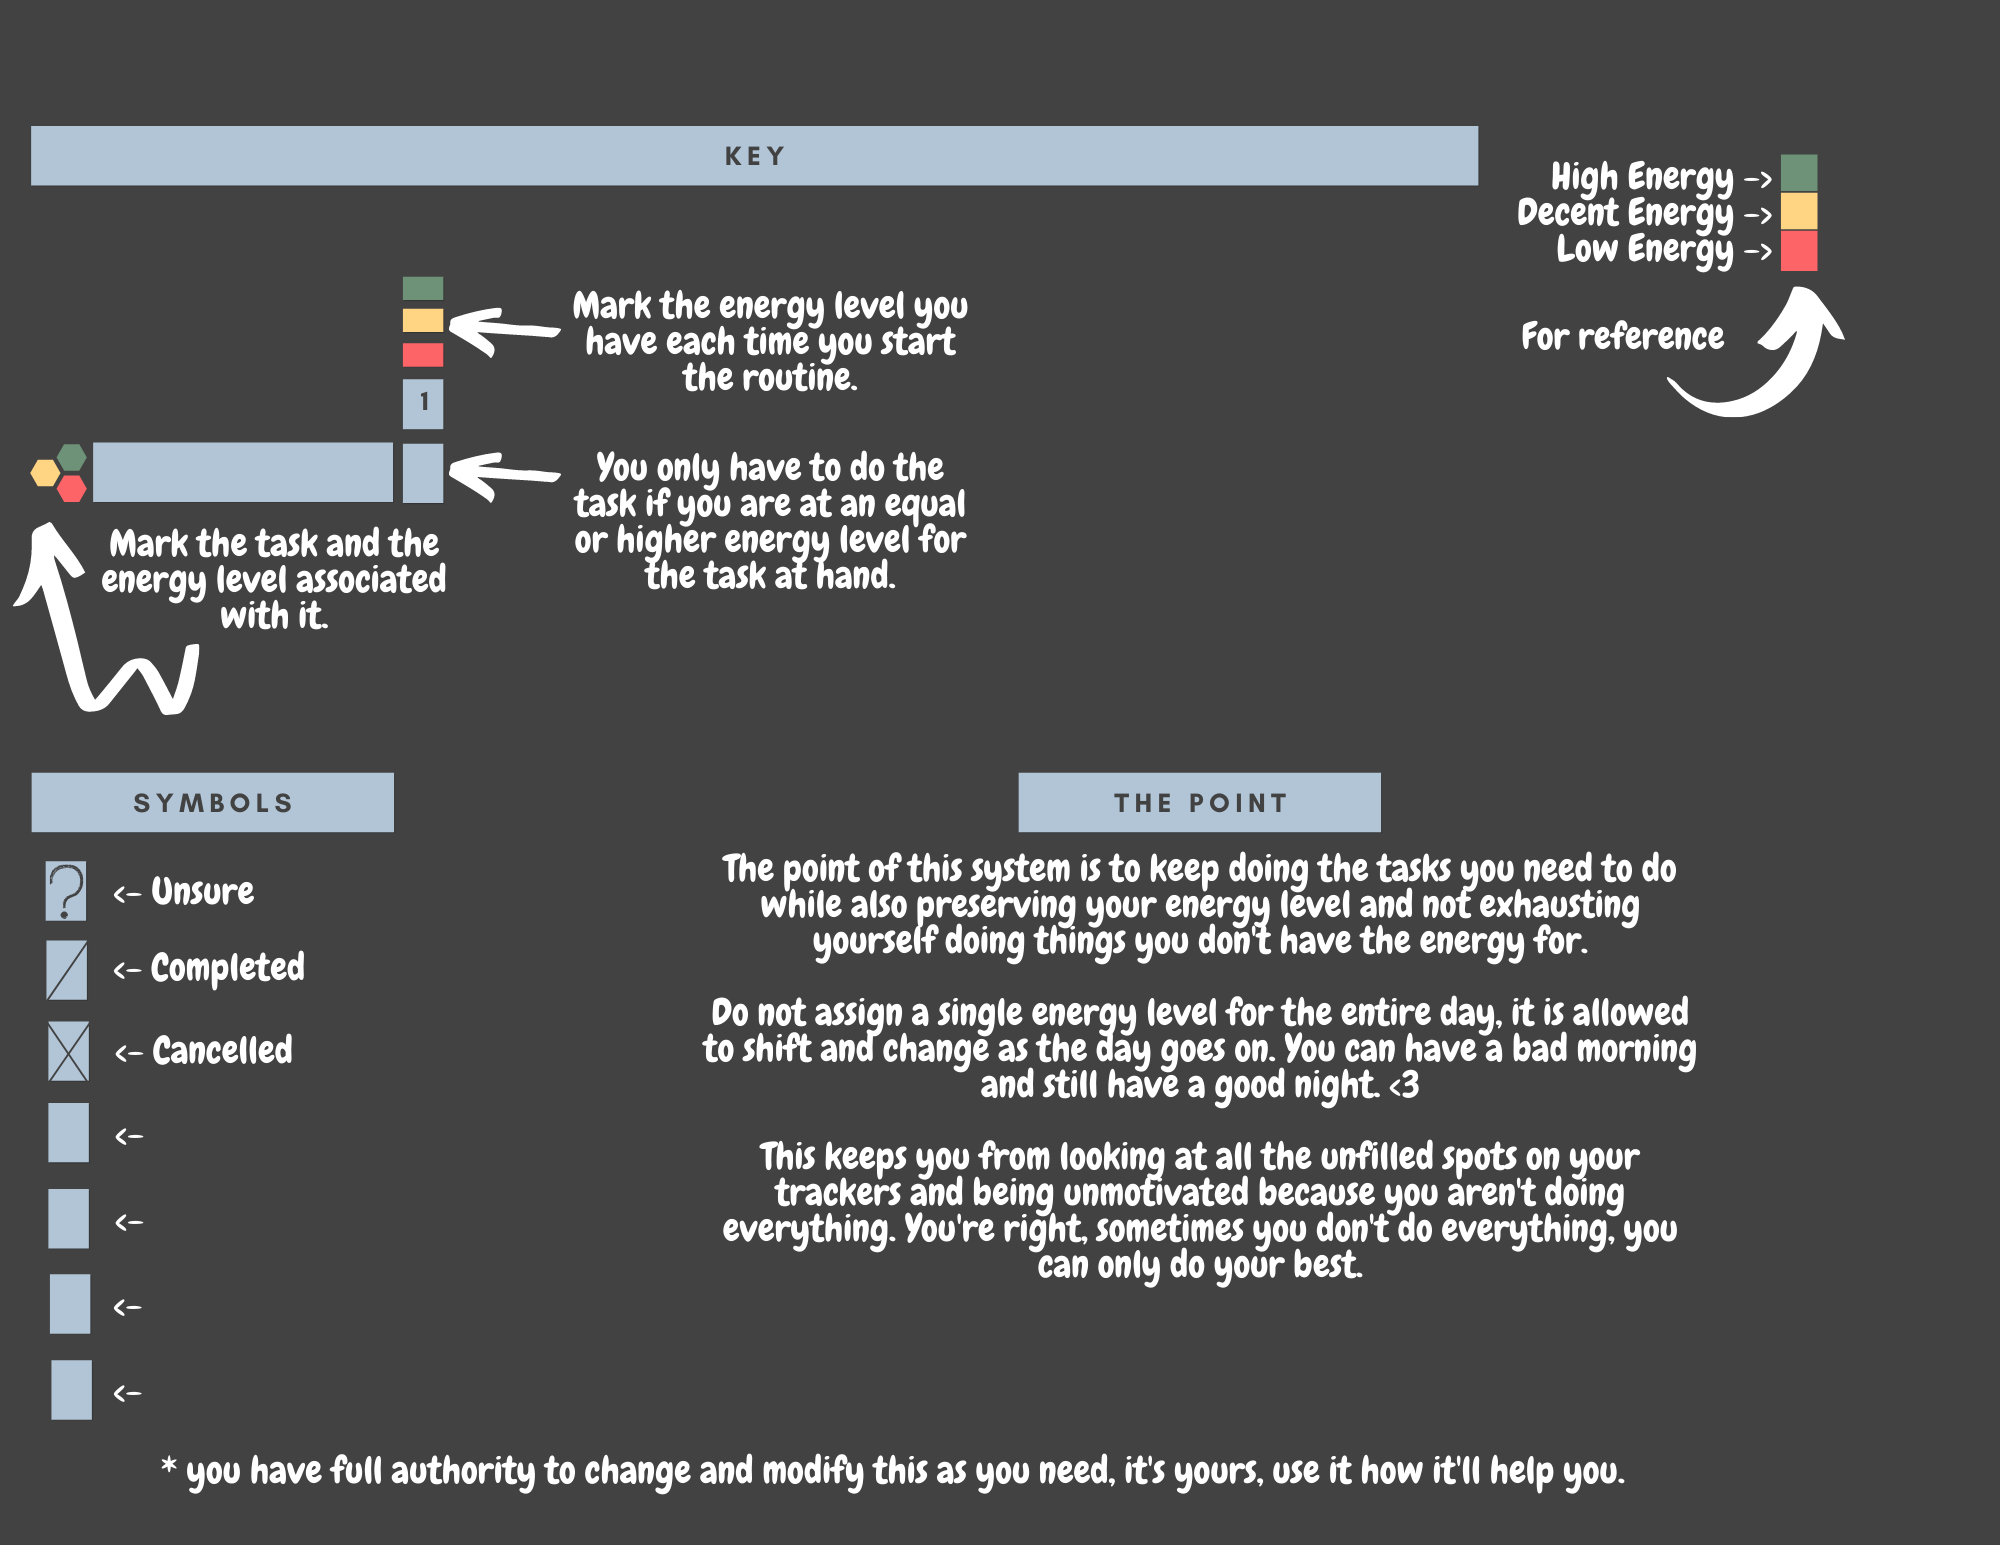 KEY
High Energy ->
Decent Energy ->
Low Energy ->
For reference
Mark the energy level you
have each time you start
the routine.
1
You only have to do the
task if you are at an equal
or higher energy level for
the task at hand.
Mark the task and the
energy level associated
with it.
SYMBOLS
?
<- Unsure
<- Completed
<- Cancelled
<-
<-
<-
<-
THE POINT
The point of this system is to keep doing the tasks you need to do
while also preserving your energy level and not exhausting
yourself doing things you don't have the energy for.
Do not assign a single energy level for the entire day, it is allowed
to shift and change as the day goes on. You can have a bad morning
and still have a good night. <3
This keeps you from looking at all the unfilled spots on your
trackers and being unmotivated because you aren't doing
everything. You're right, sometimes you don't do everything, you
can only do your best.
* you have full authority to change and modify this as you need, it's yours, use it how it'll help you.